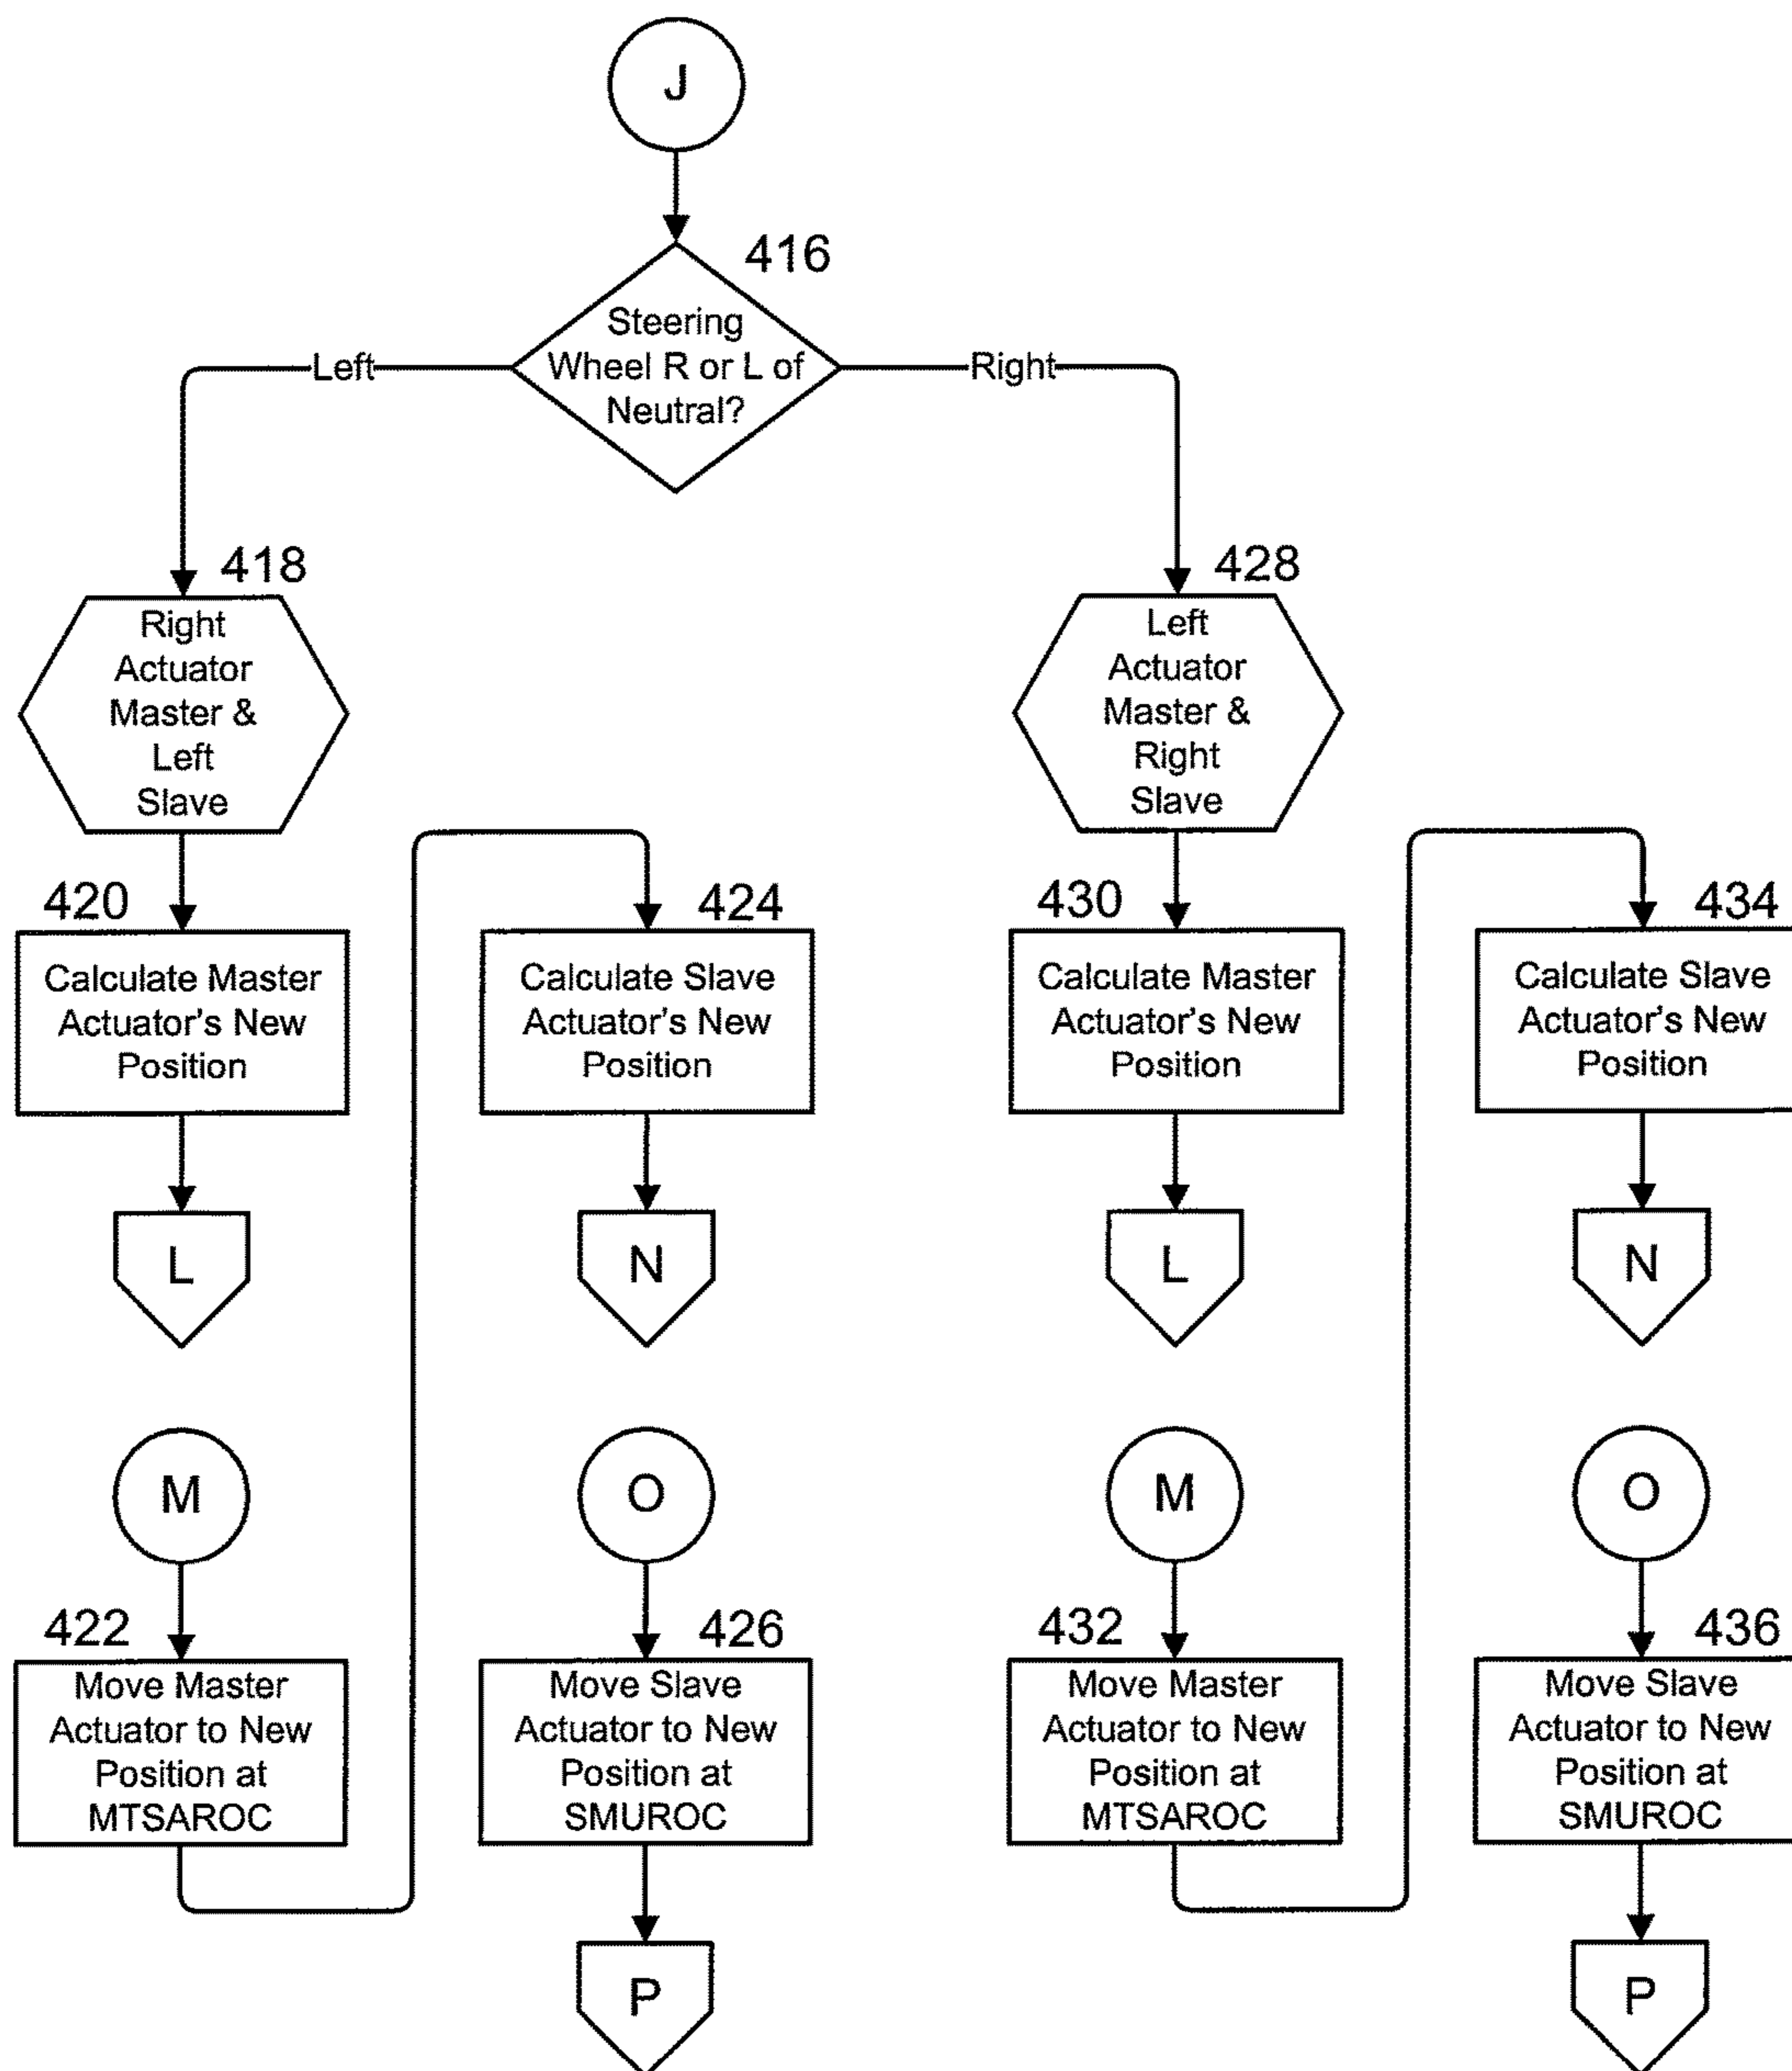 J
416
Steering
Wheel R or L of
Neutral?
Left
Right
418
Right
Actuator
Master &
Left
Slave
428
Left
Actuator
Master &
Right
Slave
420
Calculate Master
Actuator's New
Position
424
Calculate Slave
Actuator's New
Position
430
Calculate Master
Actuator's New
Position
434
Calculate Slave
Actuator's New
Position
L
N
L
N
M
O
M
O
422
Move Master
Actuator to New
Position at
MTSAROC
426
Move Slave
Actuator to New
Position at
SMUROC
432
Move Master
Actuator to New
Position at
MTSAROC
436
Move Slave
Actuator to New
Position at
SMUROC
P
P